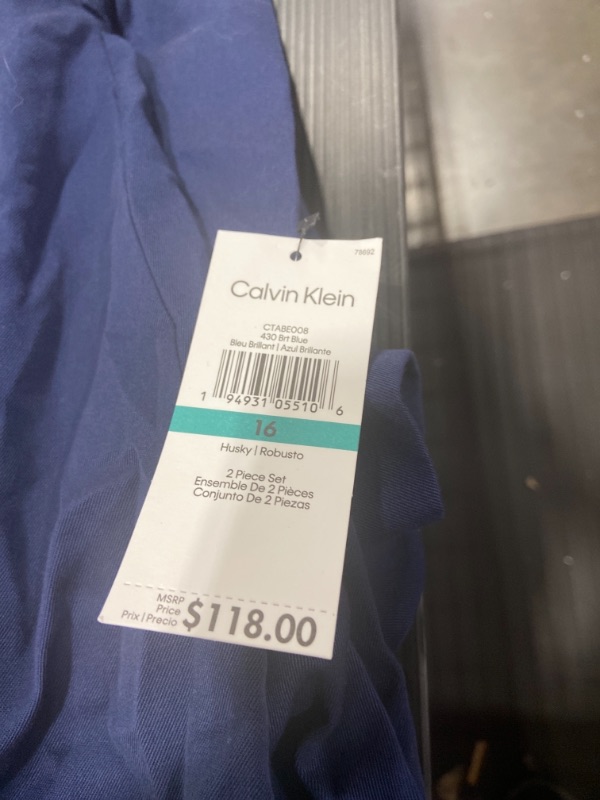 79892
Calvin Klein
CTABE008
430 Brt Blue
Bleu Brillant | Azul Brillante
1 94931 05510 6
16
Husky | Robusto
2 Piece Set
Ensemble De 2 Pièces
Conjunto De 2 Piezas
MSRP
Price
Prix | Precio
$118.00